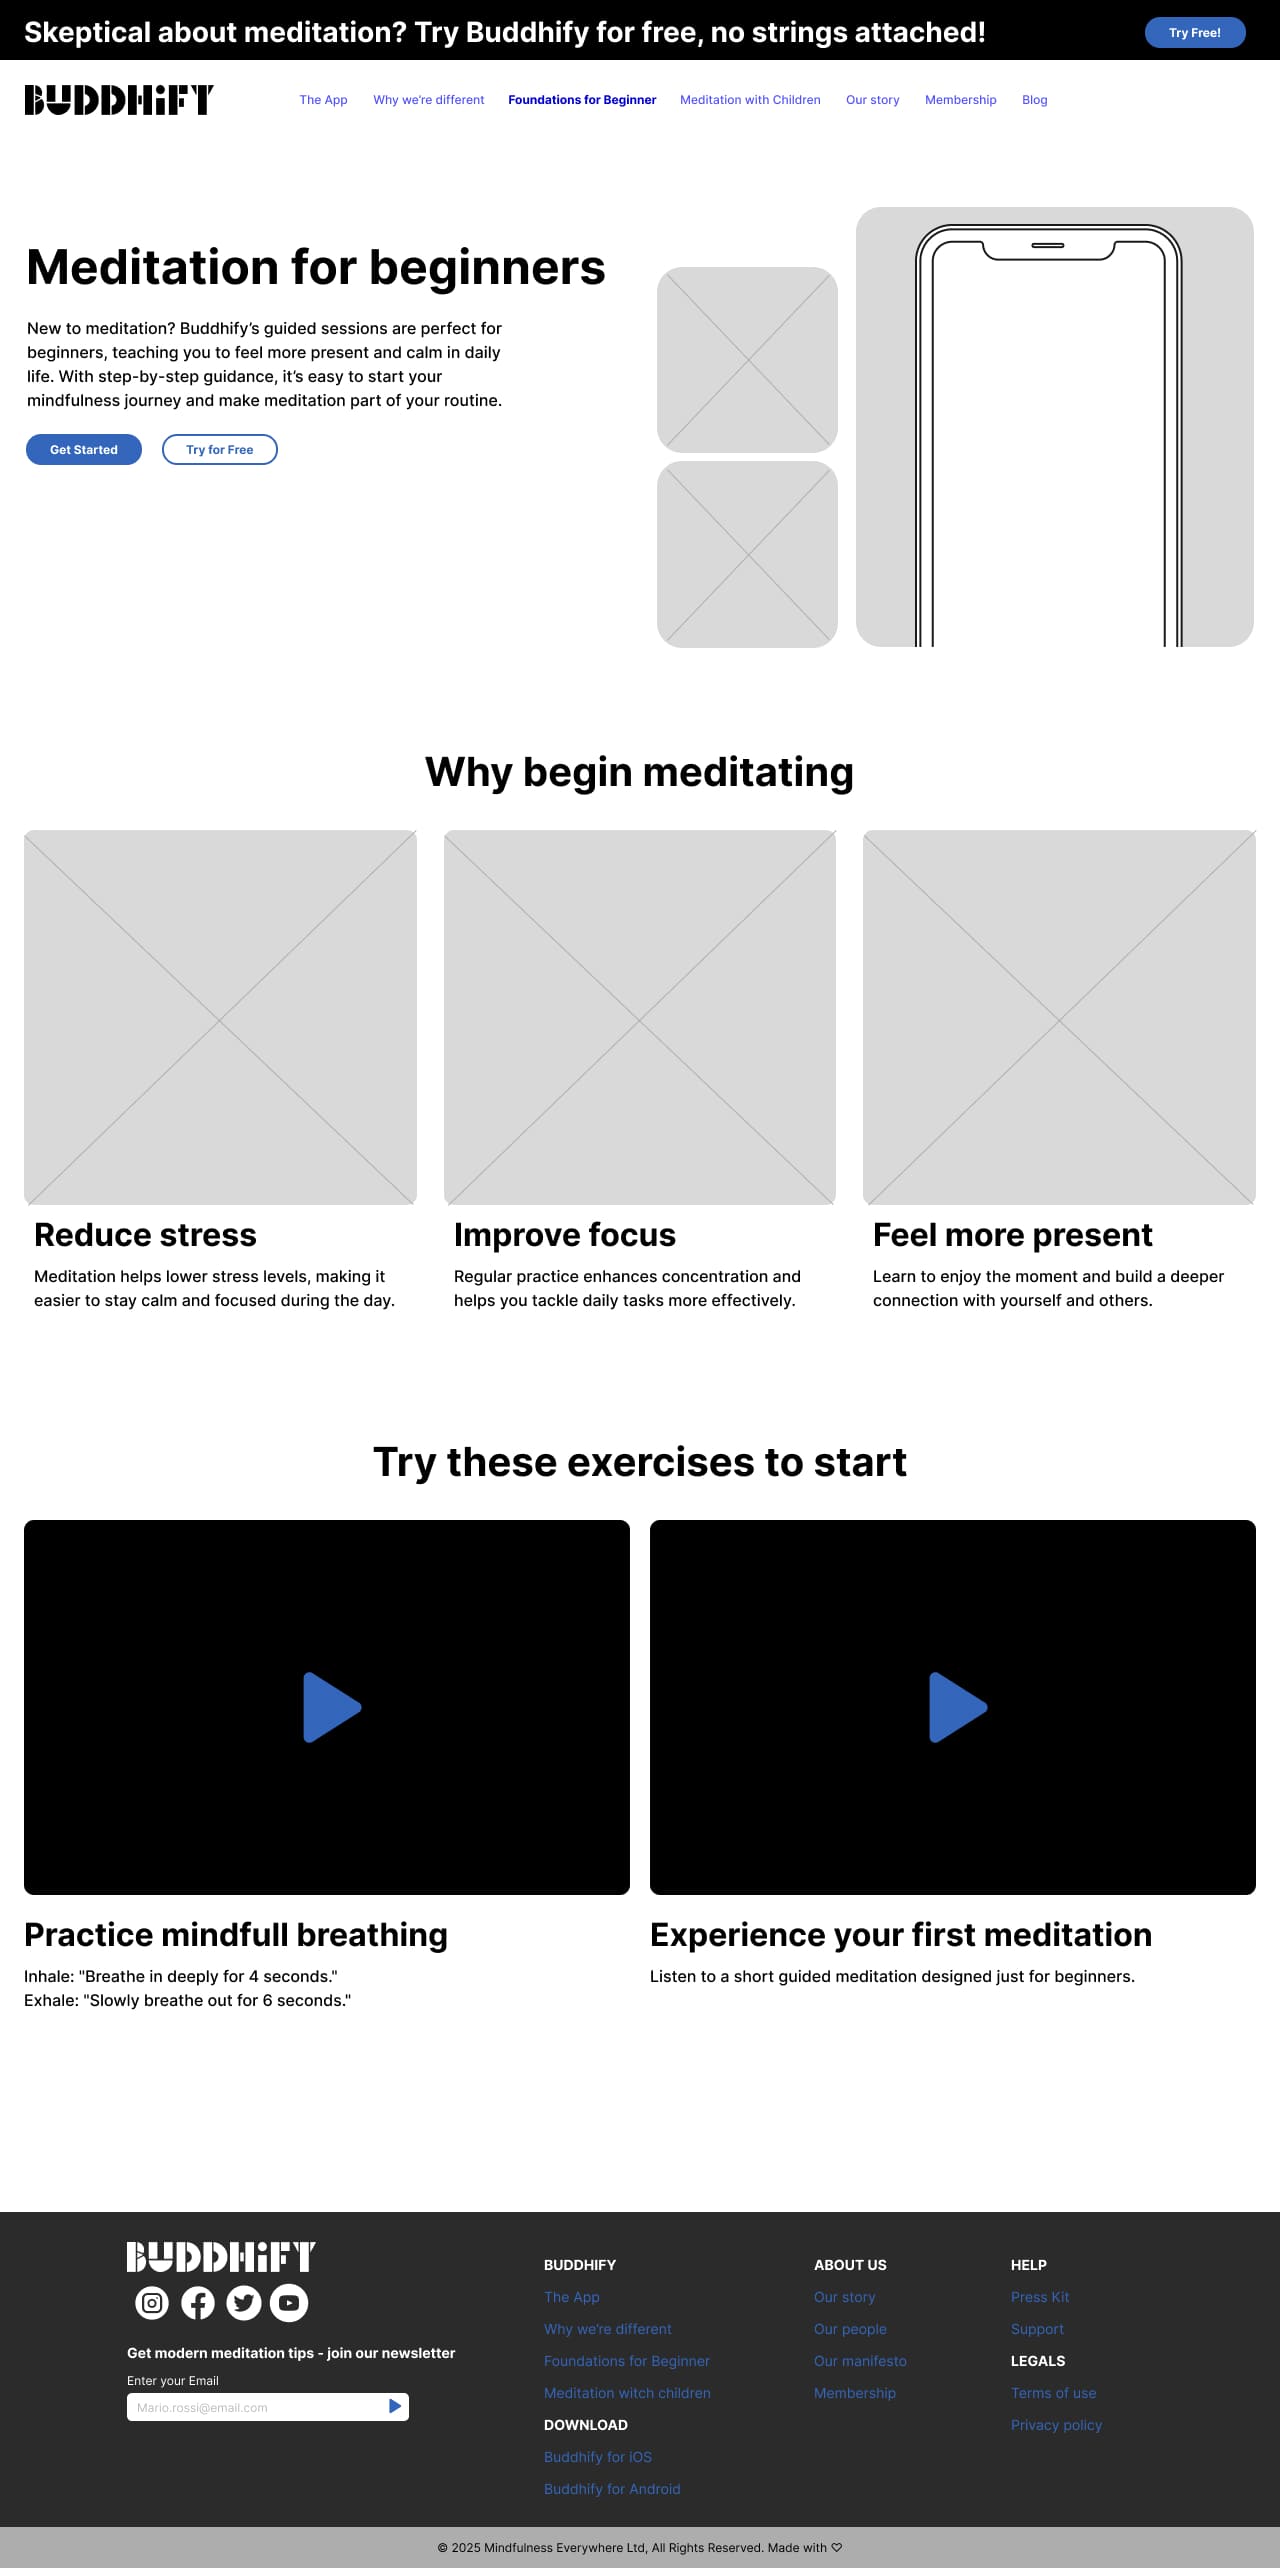 Skeptical about meditation? Try Buddhify for free, no strings attached!
Try Free!
BUDDHiFY
The App
Why we're different
Foundations for Beginner
Meditation with Children
Our story
Membership
Blog
Meditation for beginners
New to meditation? Buddhify’s guided sessions are perfect for
beginners, teaching you to feel more present and calm in daily
life. With step-by-step guidance, it’s easy to start your
mindfulness journey and make meditation part of your routine.
Get Started
Try for Free
Why begin meditating
Reduce stress
Meditation helps lower stress levels, making it
easier to stay calm and focused during the day.
Improve focus
Regular practice enhances concentration and
helps you tackle daily tasks more effectively.
Feel more present
Learn to enjoy the moment and build a deeper
connection with yourself and others.
Try these exercises to start
Practice mindfull breathing
Inhale: "Breathe in deeply for 4 seconds."
Exhale: "Slowly breathe out for 6 seconds."
Experience your first meditation
Listen to a short guided meditation designed just for beginners.
BUDDHiFY
Get modern meditation tips - join our newsletter
Enter your Email
Mario.rossi@email.com
BUDDHIFY
The App
Why we're different
Foundations for Beginner
Meditation witch children
DOWNLOAD
Buddhify for iOS
Buddhify for Android
ABOUT US
Our story
Our people
Our manifesto
Membership
HELP
Press Kit
Support
LEGALS
Terms of use
Privacy policy
© 2025 Mindfulness Everywhere Ltd, All Rights Reserved. Made with ♡